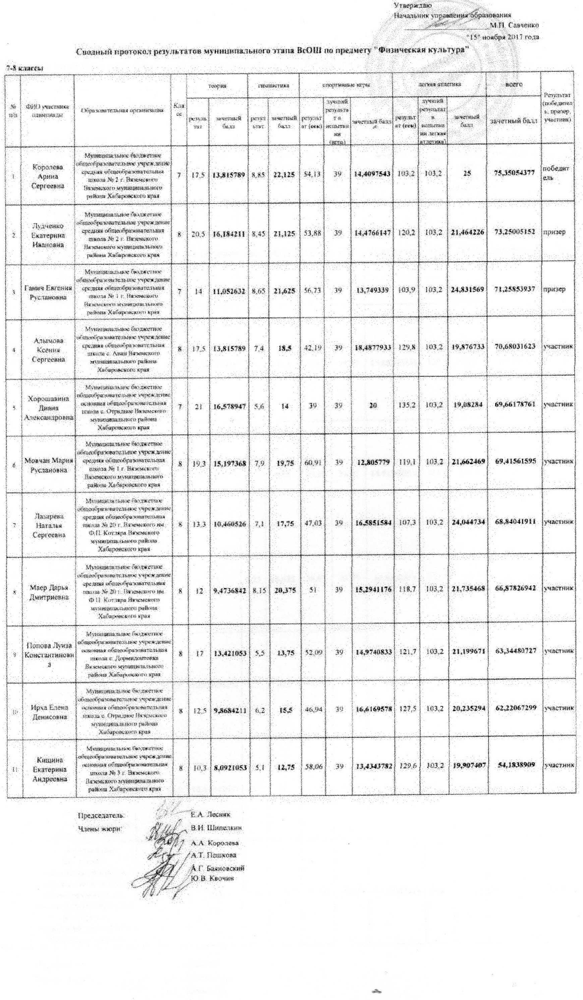 Утверждаю
Начальник управления образования
М.П. Савченко
"15" ноября 2017 года
Сводный протокол результатов муниципального этапа ВсОШ по предмету "Физическая культура"
7-8 классы
№ п/п | ФИО участника олимпиады | Образовательная организация | Класс | теория | гимнастика | спортивные игры | легкая атлетика | всего | Результат (победитель, призер, участник)
результат | зачетный балл | результат | зачетный балл | результат (сек) | лучший результат в испытании (игры) | зачетный балл | результат (сек) | лучший результат в испытании легкая атлетика) | зачетный балл | зачетный балл
1 | Королева Арина Сергеевна | Муниципальное бюджетное общеобразовательное учреждение средняя общеобразовательная школа № 2 г. Вяземского Вяземского муниципального района Хабаровского края | 7 | 17,5 | 13,815789 | 8,85 | 22,125 | 54,13 | 39 | 14,4097543 | 103,2 | 103,2 | 25 | 75,35054377 | победитель
2 | Лудченко Екатерина Ивановна | Муниципальное бюджетное общеобразовательное учреждение средняя общеобразовательная школа № 2 г. Вяземского Вяземского муниципального района Хабаровского края | 8 | 20,5 | 16,184211 | 8,45 | 21,125 | 53,88 | 39 | 14,4766147 | 120,2 | 103,2 | 21,464226 | 73,25005152 | призер
3 | Ганич Евгения Руслановна | Муниципальное бюджетное общеобразовательное учреждение средняя общеобразовательная школа № 1 г. Вяземского Вяземского муниципального района Хабаровского края | 7 | 14 | 11,052632 | 8,65 | 21,625 | 56,73 | 39 | 13,749339 | 103,9 | 103,2 | 24,831569 | 71,25853937 | призер
4 | Алымова Ксения Сергеевна | Муниципальное бюджетное общеобразовательное учреждение средняя общеобразовательная школа с. Аван Вяземского муниципального района Хабаровского края | 8 | 17,5 | 13,815789 | 7,4 | 18,5 | 42,19 | 39 | 18,4877933 | 129,8 | 103,2 | 19,876733 | 70,68031623 | участник
5 | Хорошавина Диана Александровна | Муниципальное бюджетное общеобразовательное учреждение основная общеобразовательная школа с. Отрадное Вяземского муниципального района Хабаровского края | 7 | 21 | 16,578947 | 5,6 | 14 | 39 | 39 | 20 | 135,2 | 103,2 | 19,08284 | 69,66178761 | участник
6 | Мовчан Мария Руслановна | Муниципальное бюджетное общеобразовательное учреждение средняя общеобразовательная школа № 1 г. Вяземского Вяземского муниципального района Хабаровского края | 8 | 19,3 | 15,197368 | 7,9 | 19,75 | 60,91 | 39 | 12,805779 | 119,1 | 103,2 | 21,662469 | 69,41561595 | участник
7 | Лазарева Наталья Сергеевна | Муниципальное бюджетное общеобразовательное учреждение средняя общеобразовательная школа № 20 г. Вяземского им. Ф.П. Котляра Вяземского муниципального района Хабаровского края | 8 | 13,3 | 10,460526 | 7,1 | 17,75 | 47,03 | 39 | 16,5851584 | 107,3 | 103,2 | 24,044734 | 68,84041911 | участник
8 | Маер Дарья Дмитриевна | Муниципальное бюджетное общеобразовательное учреждение средняя общеобразовательная школа № 20 г. Вяземского им. Ф.П. Котляра Вяземского муниципального района Хабаровского края | 8 | 12 | 9,4736842 | 8,15 | 20,375 | 51 | 39 | 15,2941176 | 118,7 | 103,2 | 21,735468 | 66,87826942 | участник
9 | Попова Луиза Константиновна | Муниципальное бюджетное общеобразовательное учреждение основная общеобразовательная школа с. Дормидонтовка Вяземского муниципального района Хабаровского края | 8 | 17 | 13,421053 | 5,5 | 13,75 | 52,09 | 39 | 14,9740833 | 121,7 | 103,2 | 21,199671 | 63,34480727 | участник
10 | Ирха Елена Денисовна | Муниципальное бюджетное общеобразовательное учреждение основная общеобразовательная школа с. Отрадное Вяземского муниципального района Хабаровского края | 8 | 12,5 | 9,8684211 | 6,2 | 15,5 | 46,94 | 39 | 16,6169578 | 127,5 | 103,2 | 20,235294 | 62,22067299 | участник
11 | Кишина Екатерина Андреевна | Муниципальное бюджетное общеобразовательное учреждение основная общеобразовательная школа № 3 г. Вяземского Вяземского муниципального района Хабаровского края | 8 | 10,3 | 8,0921053 | 5,1 | 12,75 | 58,06 | 39 | 13,4343782 | 129,6 | 103,2 | 19,907407 | 54,1838909 | участник
Председатель: Е.А. Лесник
Члены жюри: В.И. Шипелкин
А.А. Королева
А.Т. Пешкова
А.Г. Баяновский
Ю.В. Квочин